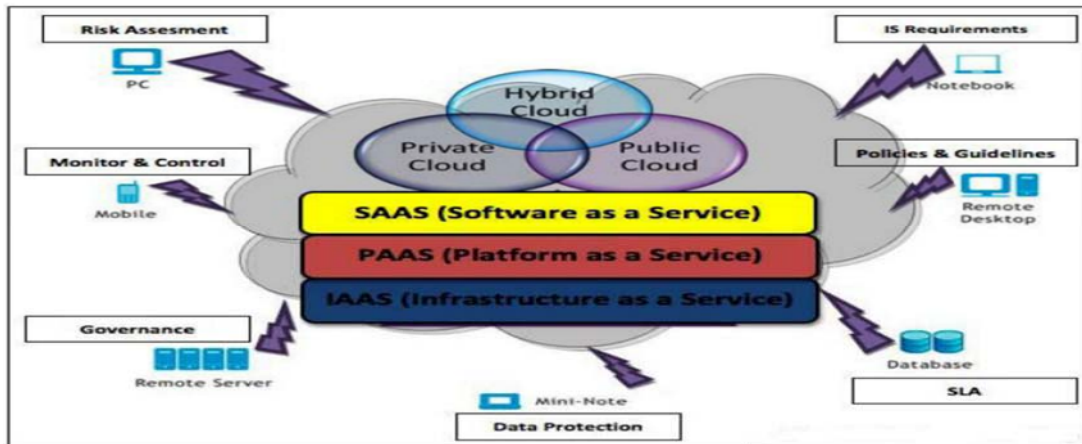 Risk Assesment
PC
IS Requirements
Notebook
Hybrid
Cloud
Private
Cloud
Public
Cloud
Monitor & Control
Mobile
Policies & Guidelines
Remote
Desktop
SAAS (Software as a Service)
PAAS (Platform as a Service)
IAAS (Infrastructure as a Service)
Governance
Remote Server
Database
SLA
Mini-Note
Data Protection